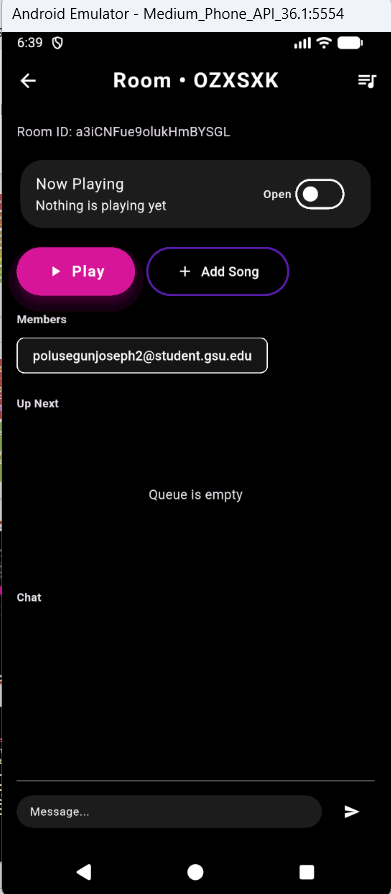 Android Emulator - Medium_Phone_API_36.1:5554
6:39
Room • OZXSXK
Room ID: a3iCNFue9olukHmBYSGL
Now Playing
Nothing is playing yet
Open
Play
Add Song
Members
polusegunjoseph2@student.gsu.edu
Up Next
Queue is empty
Chat
Message...